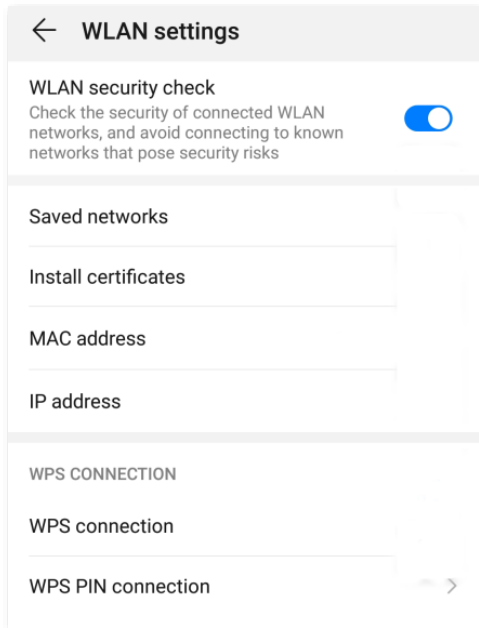 WLAN settings
WLAN security check
Check the security of connected WLAN
networks, and avoid connecting to known
networks that pose security risks
Saved networks
Install certificates
MAC address
IP address
WPS CONNECTION
WPS connection
WPS PIN connection